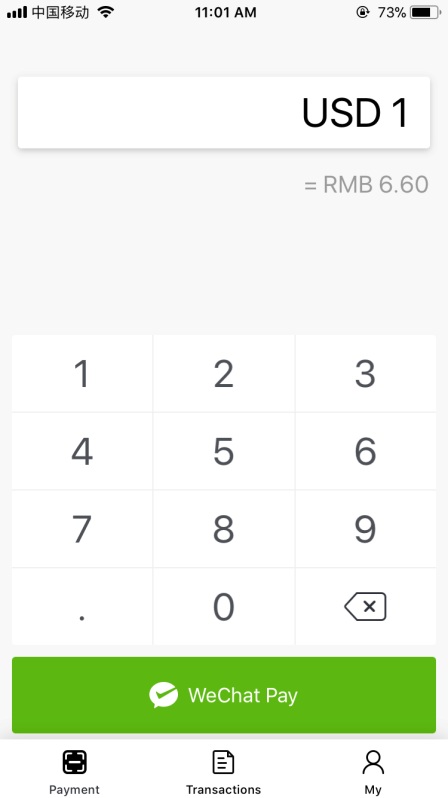 中国移动 11:01 AM 73%
USD 1
= RMB 6.60
1 2 3
4 5 6
7 8 9
. 0
WeChat Pay
Payment Transactions My